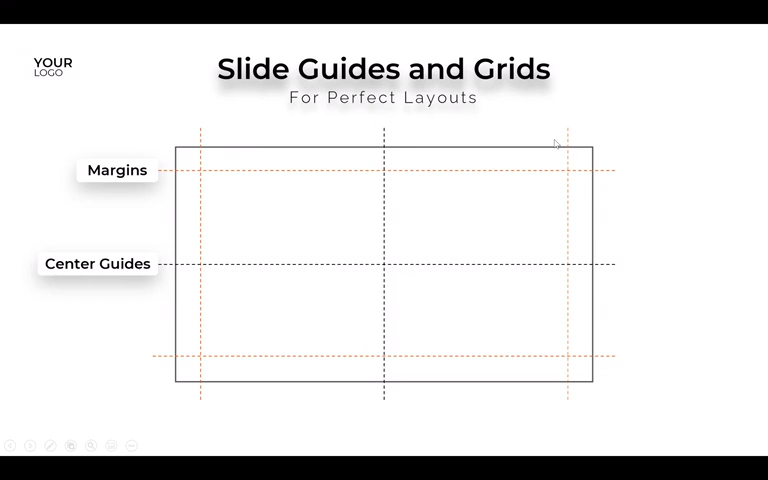 YOUR
LOGO
Slide Guides and Grids
For Perfect Layouts
Margins
Center Guides